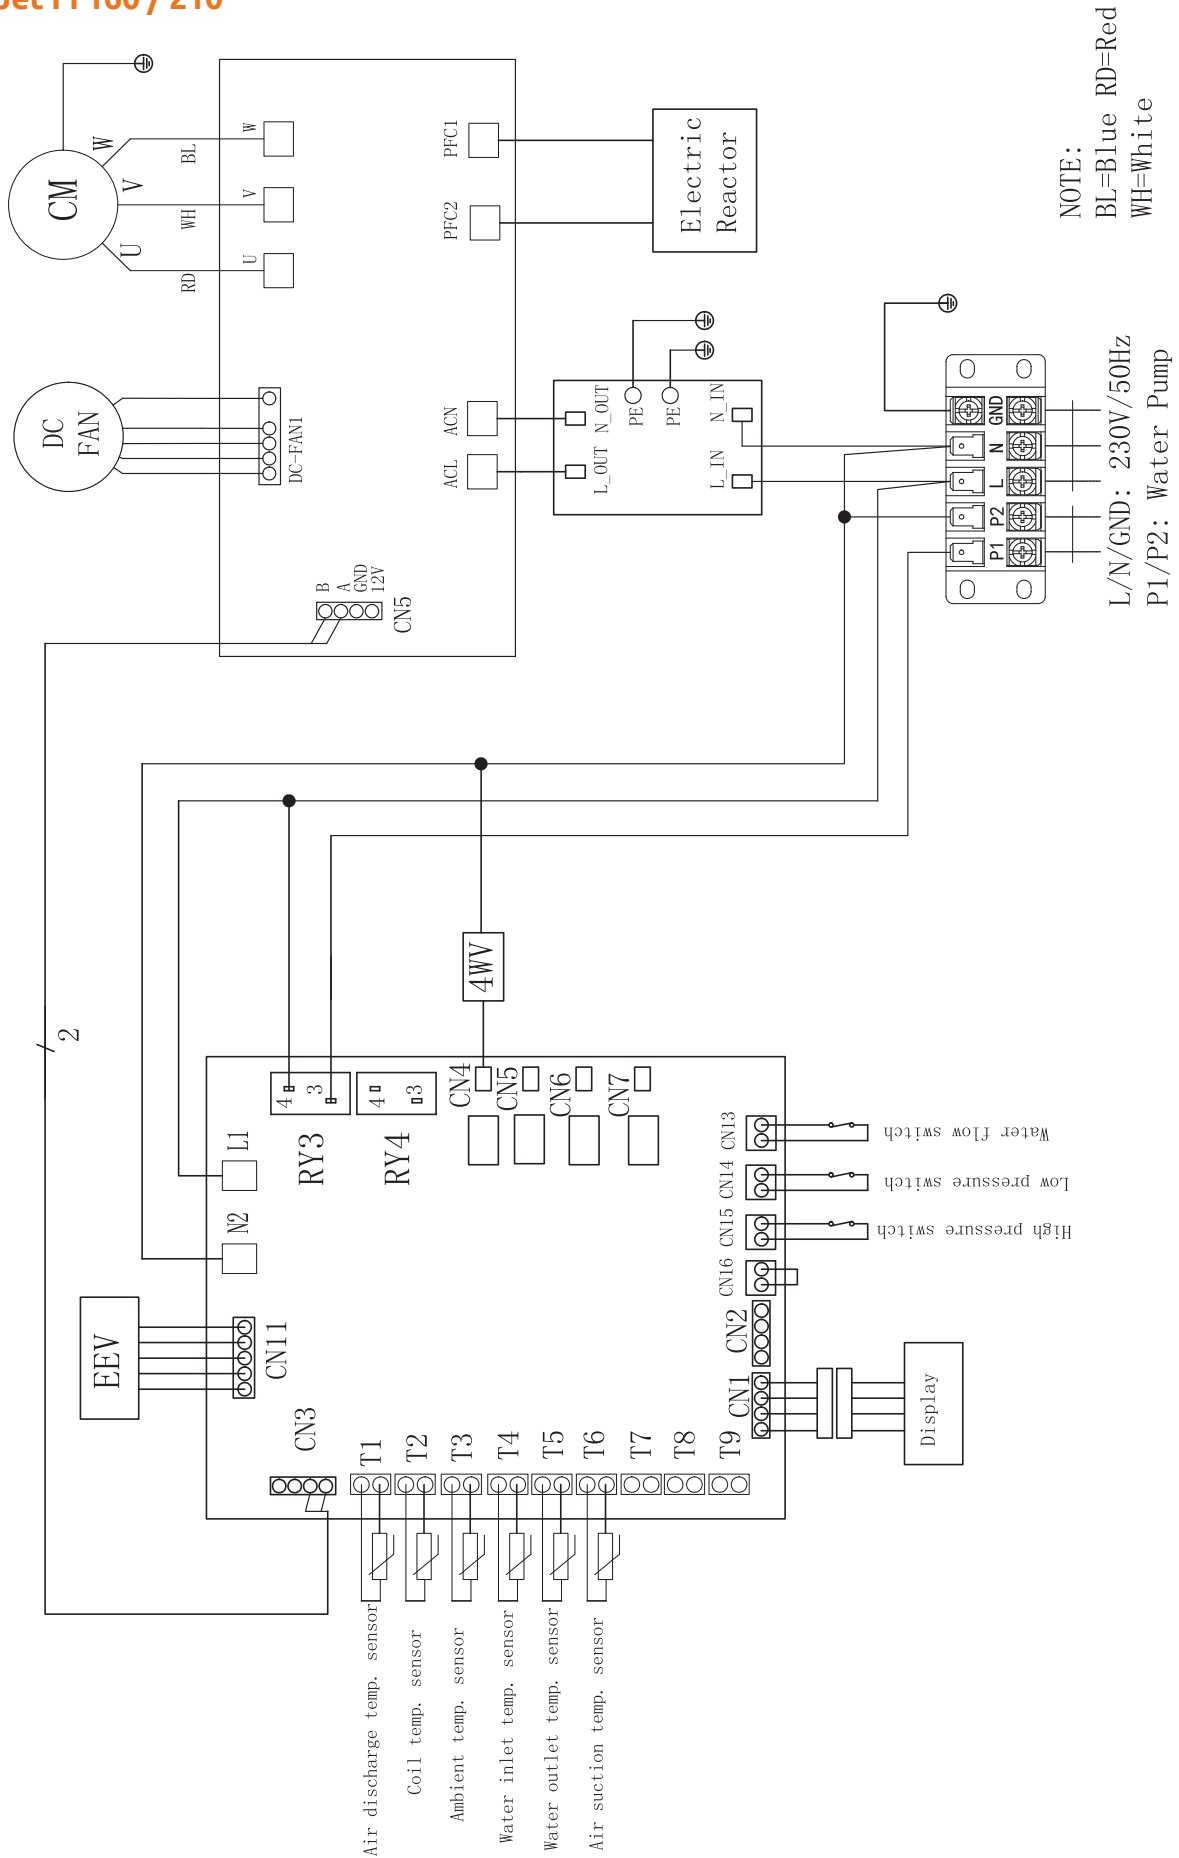 160 / 210
CM
W
V
U
BL
WH
RD
W
V
U
DC
FAN
DC-FAN1
PFC1
PFC2
Electric
Reactor
ACN
ACL
L_OUT N_OUT
PE
PE
L_IN
N_IN
B
A
GND
12V
CN5
GND
N
L
P2
P1
L/N/GND: 230V/50Hz
P1/P2: Water Pump
NOTE:
BL=Blue RD=Red
WH=White
2
4WV
L1
N2
RY3
4
3
RY4
4
3
CN4
CN5
CN6
CN7
EEV
CN11
CN3
CN13
CN14
CN15
CN16
CN2
CN1
Water flow switch
Low pressure switch
High pressure switch
Display
T1
T2
T3
T4
T5
T6
T7
T8
T9
Air discharge temp. sensor
Coil temp. sensor
Ambient temp. sensor
Water inlet temp. sensor
Water outlet temp. sensor
Air suction temp. sensor